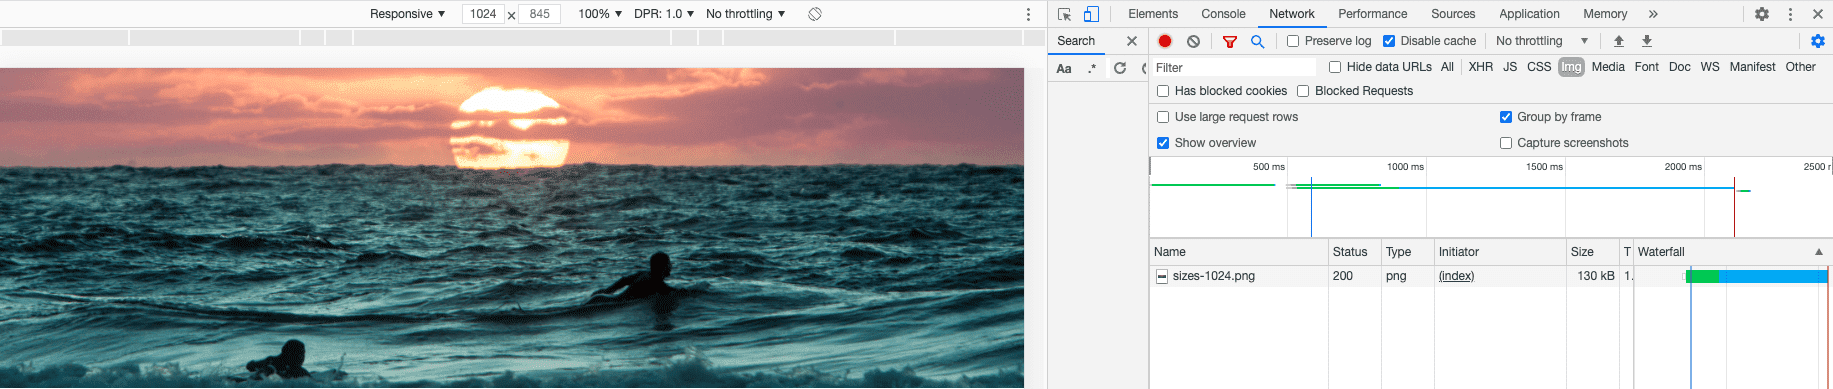 Responsive ▼ 1024 × 845 100% ▼ DPR: 1.0 ▼ No throttling ▼
Elements Console Network Performance Sources Application Memory »
Search
Preserve log Disable cache No throttling ▼
Aa .*
Filter Hide data URLs All XHR JS CSS Img Media Font Doc WS Manifest Other
Has blocked cookies Blocked Requests
Use large request rows Group by frame
Show overview Capture screenshots
500 ms 1000 ms 1500 ms 2000 ms 2500 r
Name Status Type Initiator Size T Waterfall
sizes-1024.png 200 png (index) 130 kB 1.